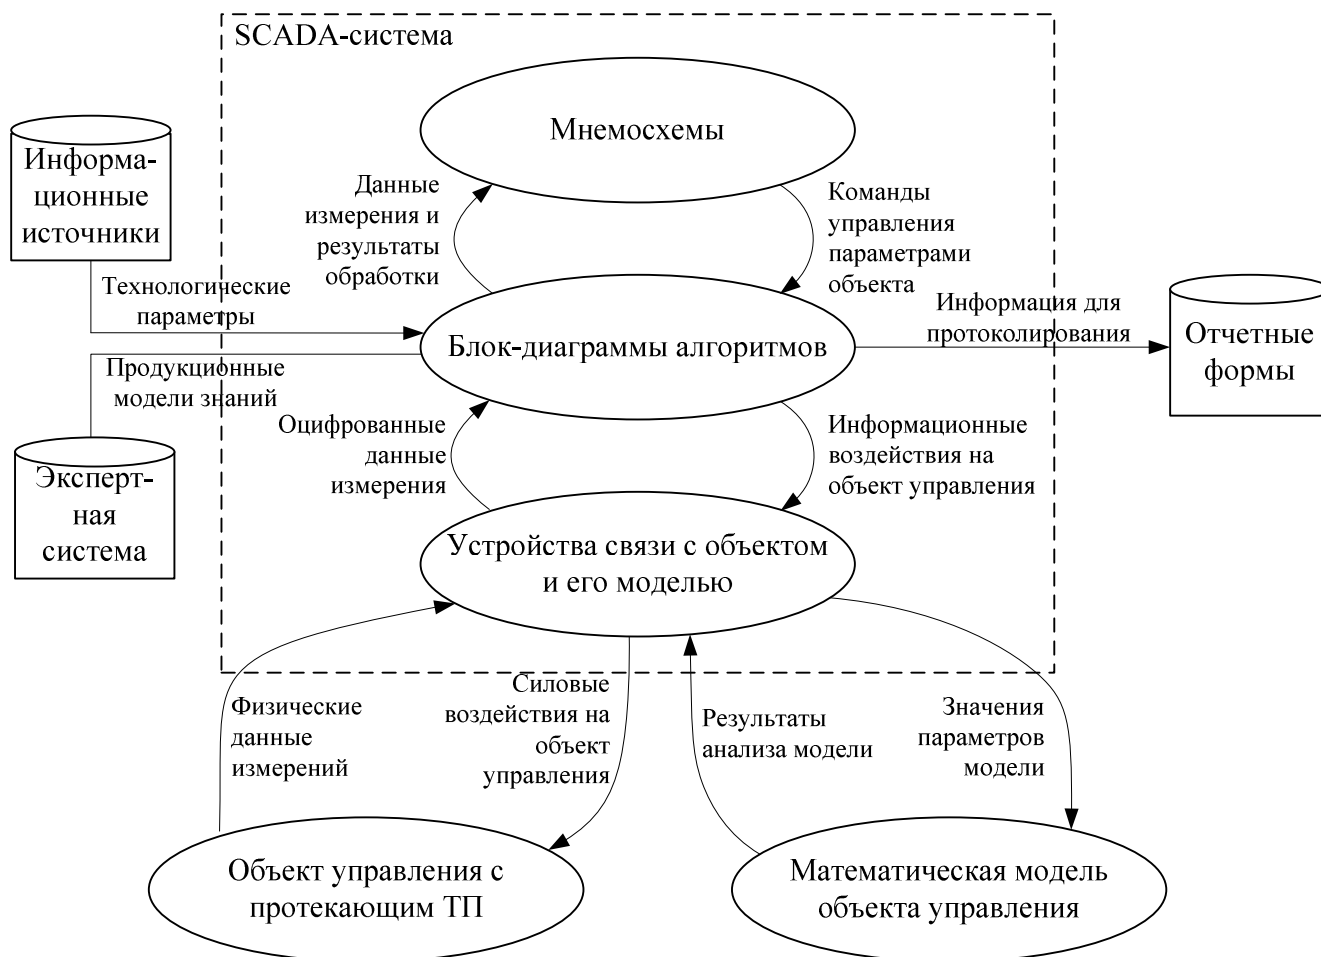 SCADA-система
Мнемосхемы
Информа-
ционные
источники
Данные
измерения и
результаты
обработки
Команды
управления
параметрами
объекта
Технологические
параметры
Информация для
протоколирования
Блок-диаграммы алгоритмов
Отчетные
формы
Продукционные
модели знаний
Оцифрованные
данные
измерения
Информационные
воздействия на
объект управления
Эксперт-
ная
система
Устройства связи с объектом
и его моделью
Физические
данные
измерений
Силовые
воздействия на
объект
управления
Результаты
анализа модели
Значения
параметров
модели
Объект управления с
протекающим ТП
Математическая модель
объекта управления